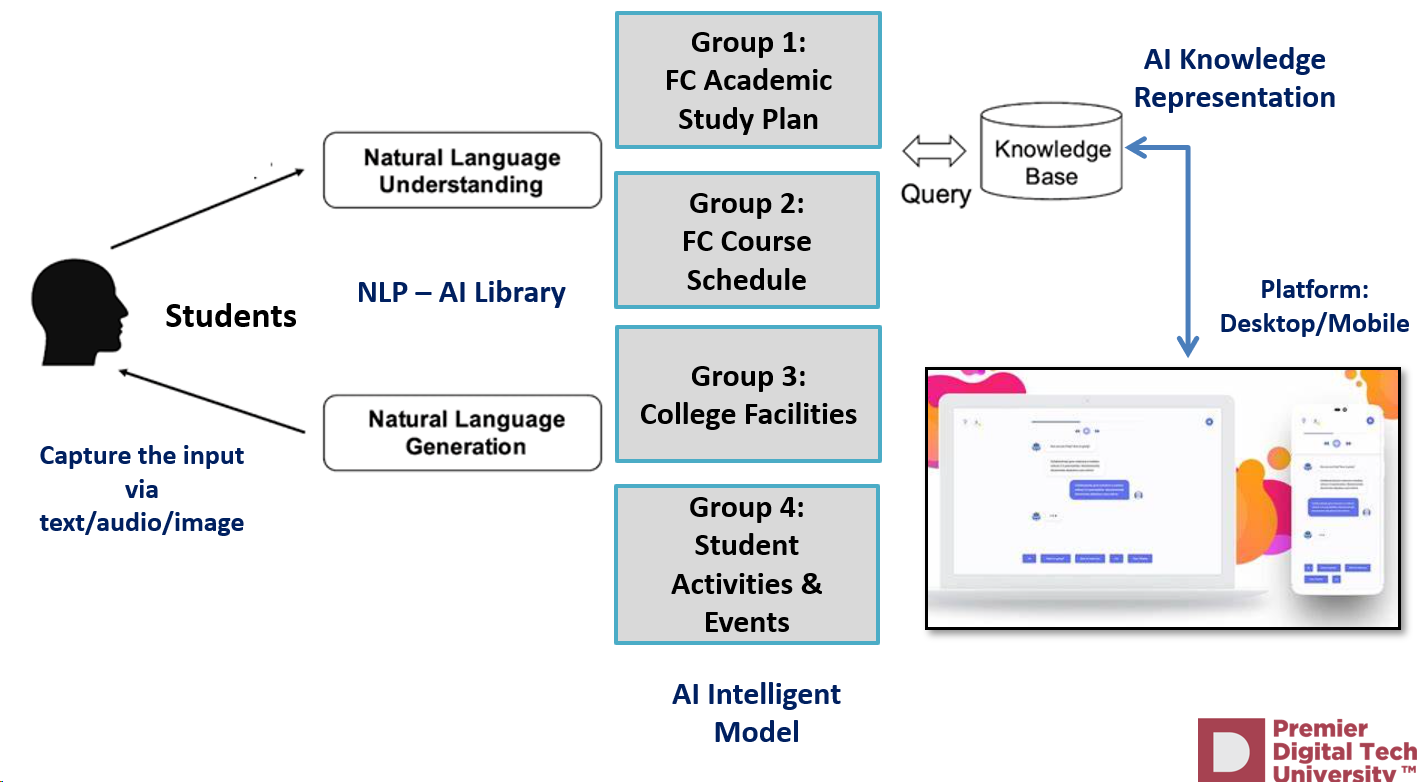 Group 1:
FC Academic
Study Plan
AI Knowledge
Representation
Natural Language
Understanding
Knowledge
Base
Query
Group 2:
FC Course
Schedule
NLP – AI Library
Students
Platform:
Desktop/Mobile
Group 3:
College Facilities
Natural Language
Generation
Capture the input
via
text/audio/image
Group 4:
Student
Activities &
Events
AI Intelligent
Model
Premier
Digital Tech
University ™